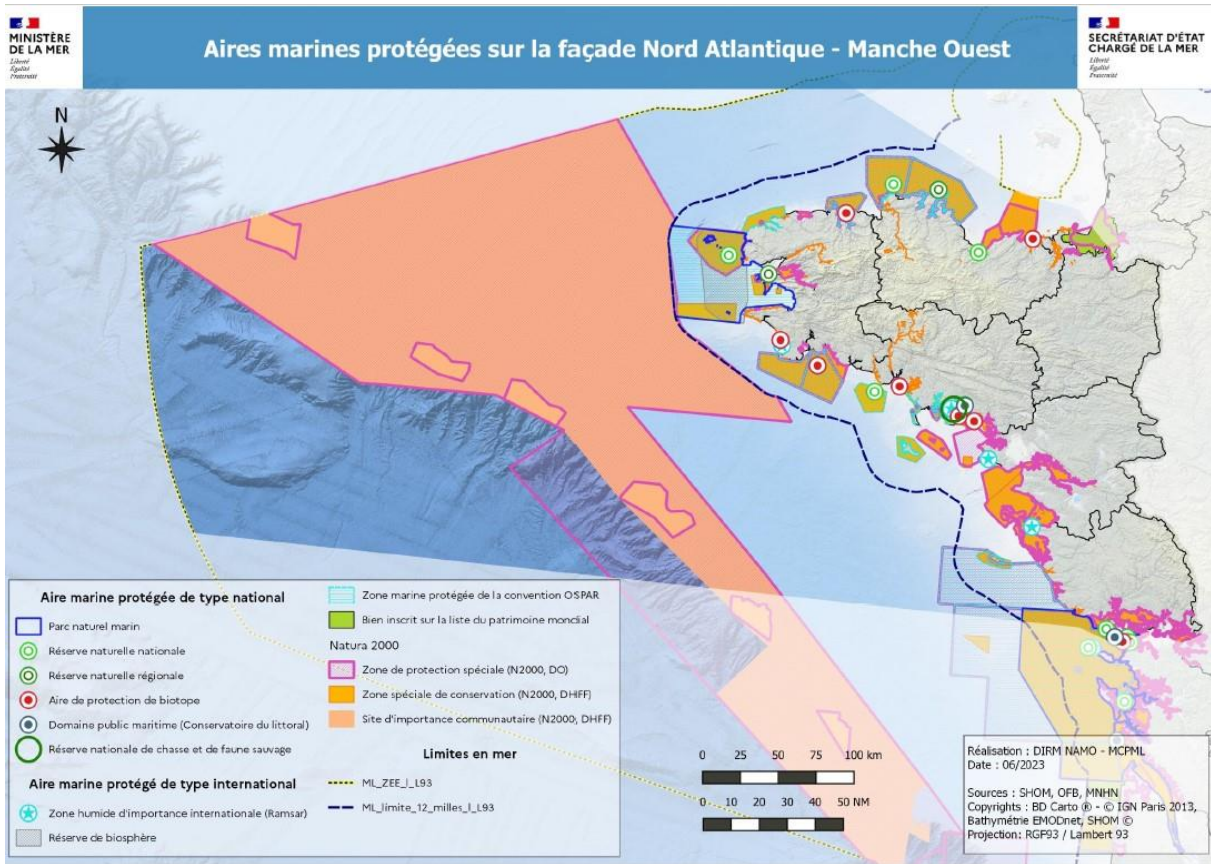 MINISTÈRE
DE LA MER
Liberté
Égalité
Fraternité
Aires marines protégées sur la façade Nord Atlantique - Manche Ouest
SECRÉTARIAT D'ÉTAT
CHARGÉ DE LA MER
Liberté
Égalité
Fraternité
N
Aire marine protégée de type national
Parc naturel marin
Réserve naturelle nationale
Réserve naturelle régionale
Aire de protection de biotope
Domaine public maritime (Conservatoire du littoral)
Réserve nationale de chasse et de faune sauvage
Aire marine protégé de type international
Zone humide d'importance internationale (Ramsar)
Réserve de biosphère
Zone marine protégée de la convention OSPAR
Bien inscrit sur la liste du patrimoine mondial
Natura 2000
Zone de protection spéciale (N2000, DO)
Zone spéciale de conservation (N2000, DHFF)
Site d'importance communautaire (N2000, DHFF)
Limites en mer
ML_ZEE_l_L93
ML_limite_12_milles_l_L93
0 25 50 75 100 km
0 10 20 30 40 50 NM
Réalisation : DIRM NAMO - MCPML
Date : 06/2023
Sources : SHOM, OFB, MNHN
Copyrights : BD Carto ® - © IGN Paris 2013,
Bathymétrie EMODnet, SHOM ©
Projection: RGF93 / Lambert 93